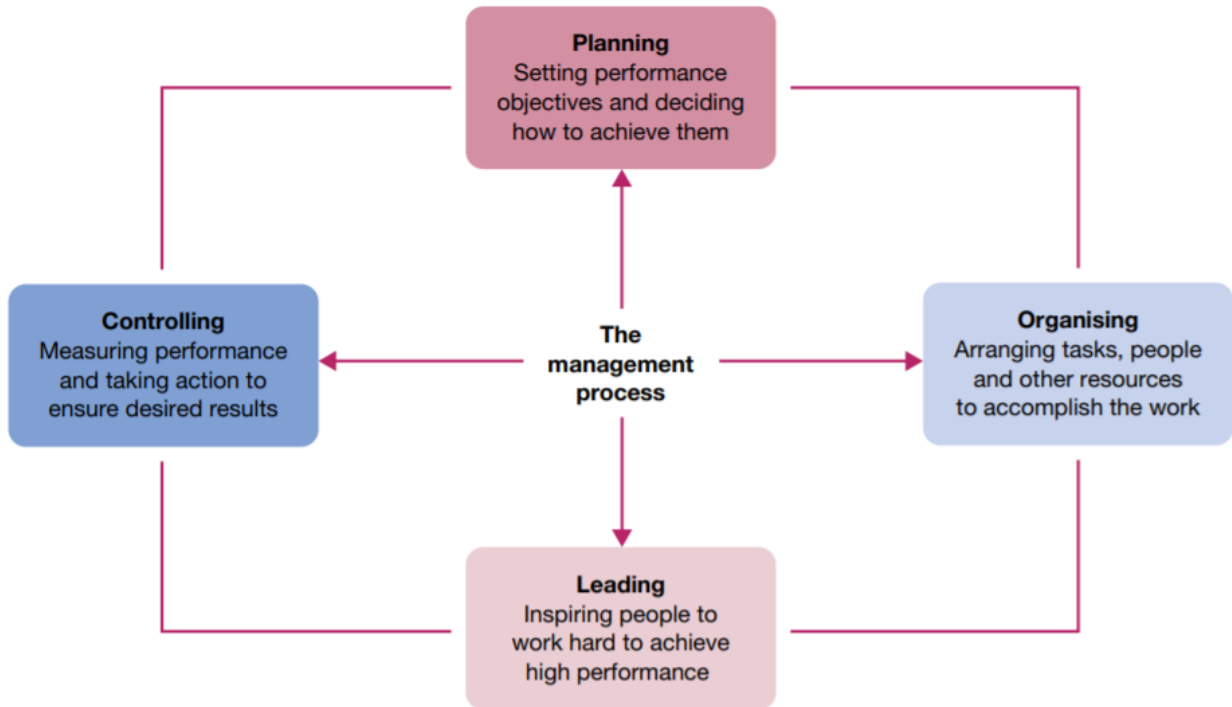 Planning
Setting performance
objectives and deciding
how to achieve them
Controlling
Measuring performance
and taking action to
ensure desired results
The
management
process
Organising
Arranging tasks, people
and other resources
to accomplish the work
Leading
Inspiring people to
work hard to achieve
high performance